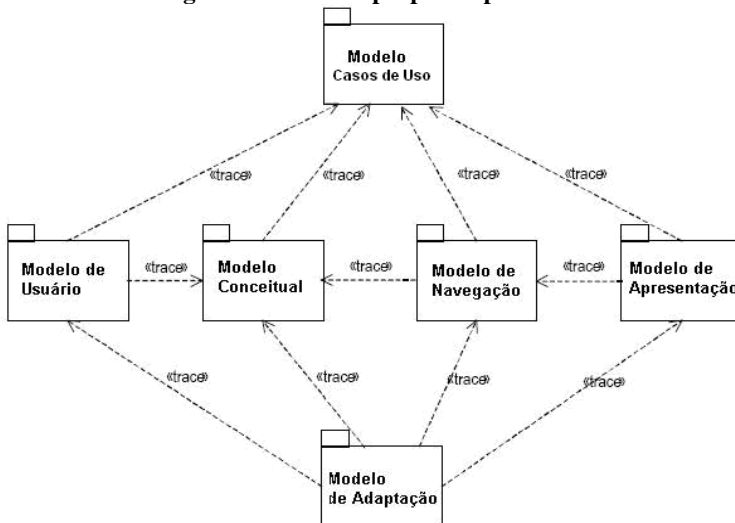 Modelo
Casos de Uso
«trace»
«trace»
«trace»
«trace»
Modelo de
Usuário
«trace»
Modelo
Conceitual
«trace»
Modelo de
Navegação
«trace»
Modelo de
Apresentação
«trace»
«trace»
«trace»
«trace»
Modelo
de Adaptação